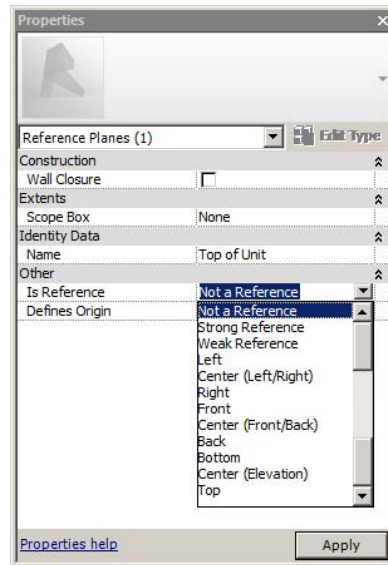 Properties
Reference Planes (1) Edit Type
Construction
Wall Closure
Extents
Scope Box None
Identity Data
Name Top of Unit
Other
Is Reference Not a Reference
Defines Origin Not a Reference
Strong Reference
Weak Reference
Left
Center (Left/Right)
Right
Front
Center (Front/Back)
Back
Bottom
Center (Elevation)
Top
Properties help Apply